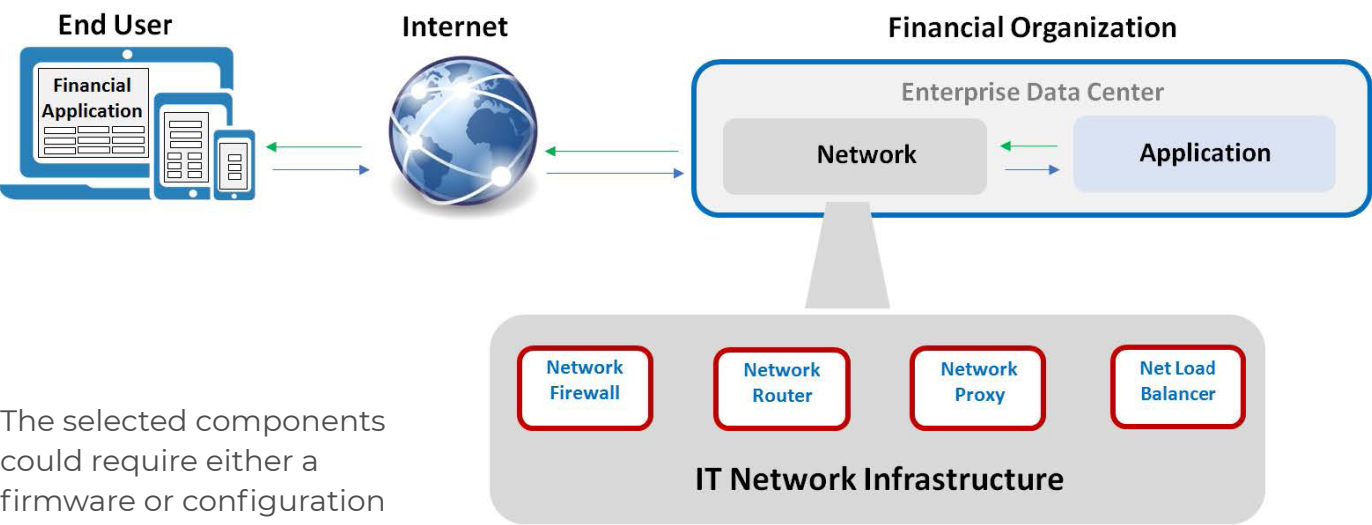 End User
Internet
Financial Organization
Financial
Application
Enterprise Data Center
Network
Application
Network
Firewall
Network
Router
Network
Proxy
Net Load
Balancer
IT Network Infrastructure
The selected components
could require either a
firmware or configuration